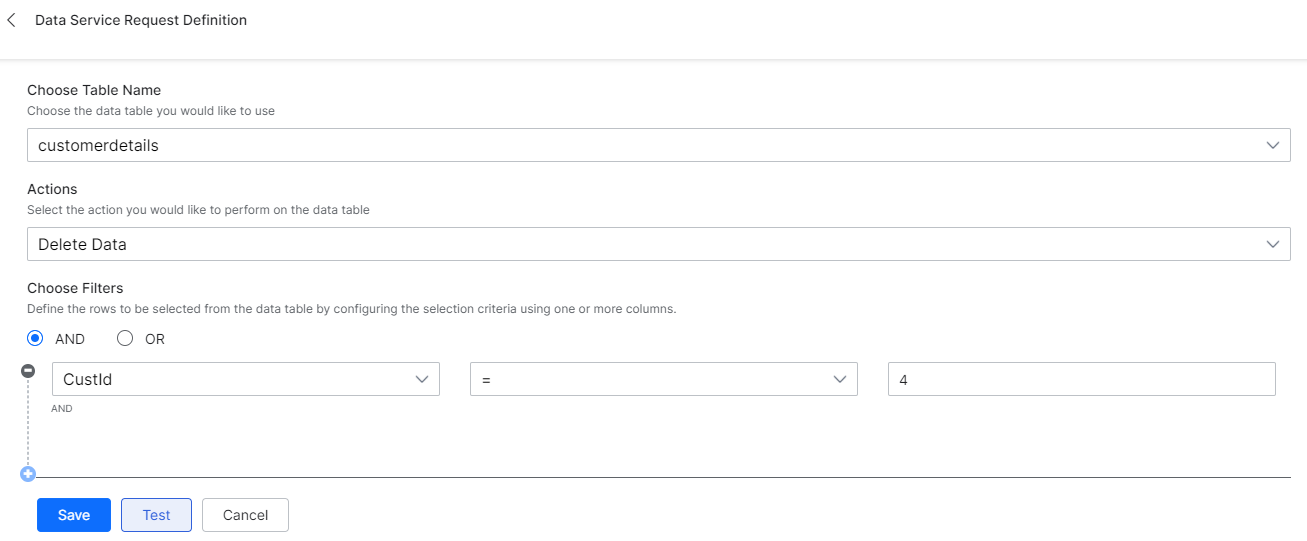 Data Service Request Definition
Choose Table Name
Choose the data table you would like to use
customerdetails
Actions
Select the action you would like to perform on the data table
Delete Data
Choose Filters
Define the rows to be selected from the data table by configuring the selection criteria using one or more columns.
AND OR
CustId = 4
AND
Save Test Cancel